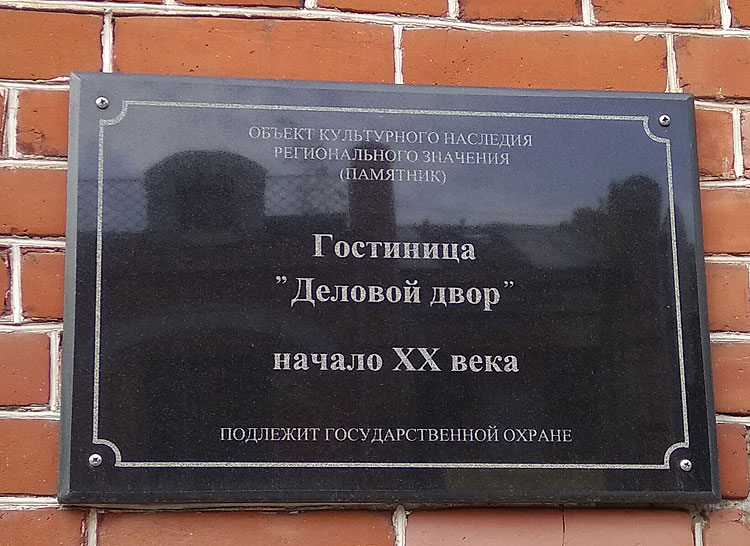 ОБЪЕКТ КУЛЬТУРНОГО НАСЛЕДИЯ
РЕГИОНАЛЬНОГО ЗНАЧЕНИЯ
(ПАМЯТНИК)
Гостиница
"Деловой двор"
начало XX века
ПОДЛЕЖИТ ГОСУДАРСТВЕННОЙ ОХРАНЕ